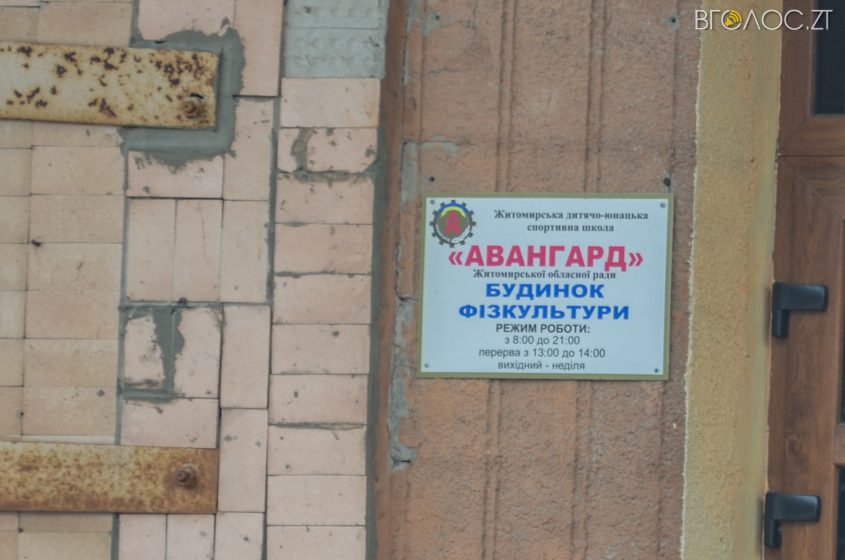 ВГОЛОС.ZT
Житомирська дитячо-юнацька
спортивна школа
«АВАНГАРД»
Житомирської обласної ради
БУДИНОК
ФІЗКУЛЬТУРИ
РЕЖИМ РОБОТИ:
з 8:00 до 21:00
перерва з 13:00 до 14:00
вихідний - неділя